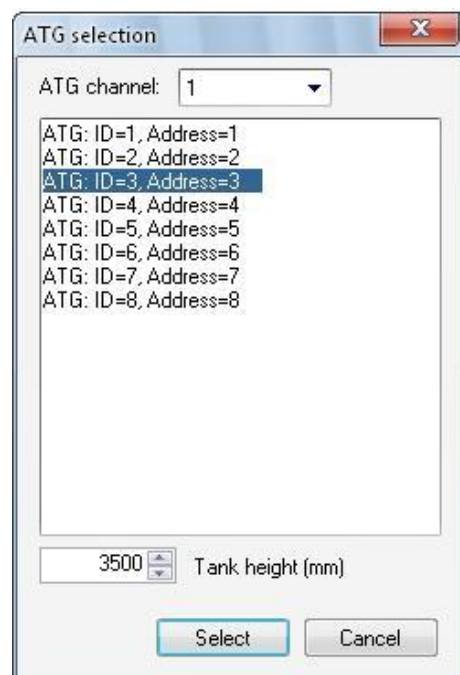 ATG selection
ATG channel: 1
ATG: ID=1, Address=1
ATG: ID=2, Address=2
ATG: ID=3, Address=3
ATG: ID=4, Address=4
ATG: ID=5, Address=5
ATG: ID=6, Address=6
ATG: ID=7, Address=7
ATG: ID=8, Address=8
3500 Tank height (mm)
Select Cancel